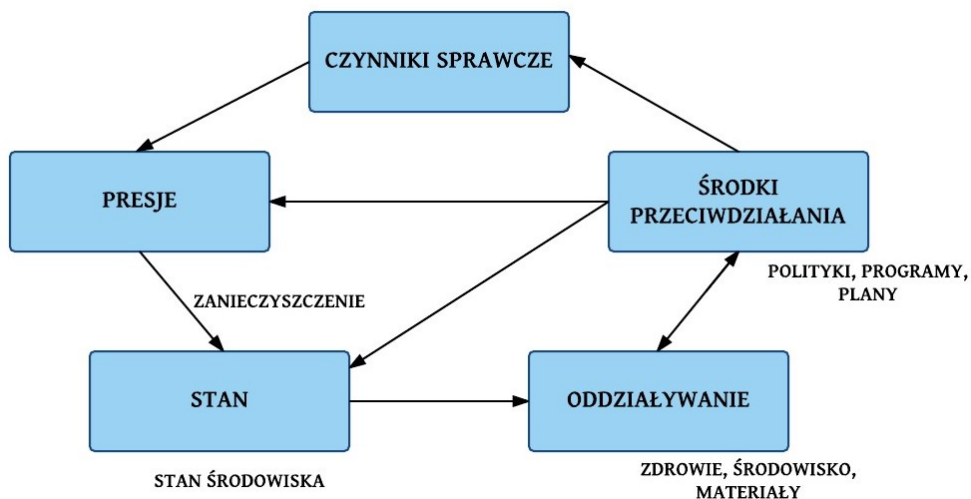 CZYNNIKI SPRAWCZE
PRESJE
ŚRODKI
PRZECIWDZIAŁANIA
POLITYKI, PROGRAMY,
PLANY
ZANIECZYSZCZENIE
STAN
ODDZIAŁYWANIE
STAN ŚRODOWISKA
ZDROWIE, ŚRODOWISKO,
MATERIAŁY